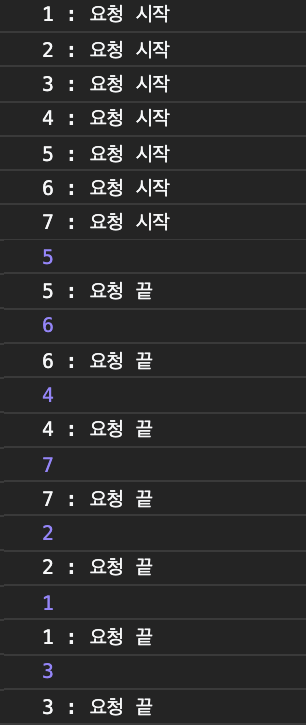 1 : 요청 시작
2 : 요청 시작
3 : 요청 시작
4 : 요청 시작
5 : 요청 시작
6 : 요청 시작
7 : 요청 시작
5
5 : 요청 끝
6
6 : 요청 끝
4
4 : 요청 끝
7
7 : 요청 끝
2
2 : 요청 끝
1
1 : 요청 끝
3
3 : 요청 끝